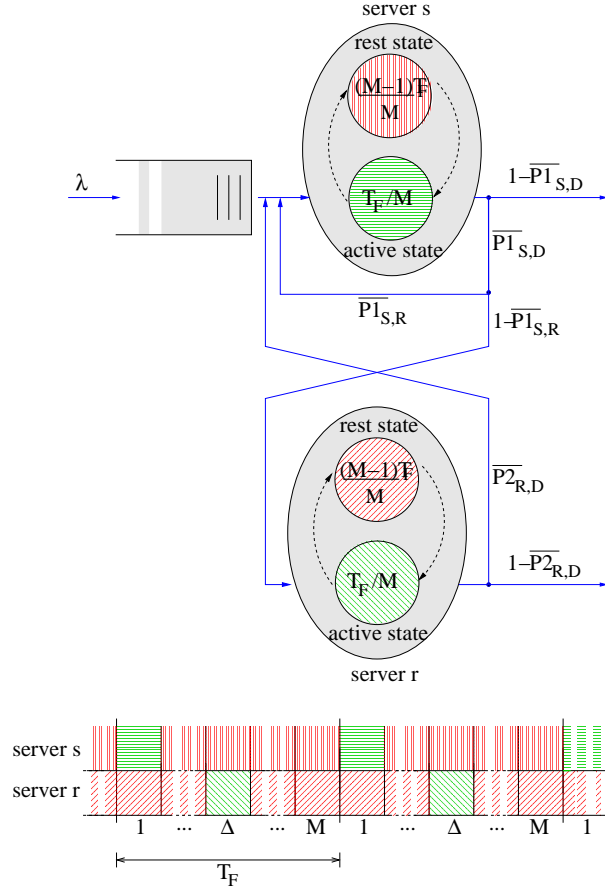 server s
rest state
(M–1)T_F
M
λ
T_F/M
1–P1_S,D
active state
P1_S,D
P1_S,R
1–P1_S,R
rest state
(M–1)T_F
M
P2_R,D
T_F/M
1–P2_R,D
active state
server r
server s
server r
1 ... Δ ... M 1 ... Δ ... M 1
T_F